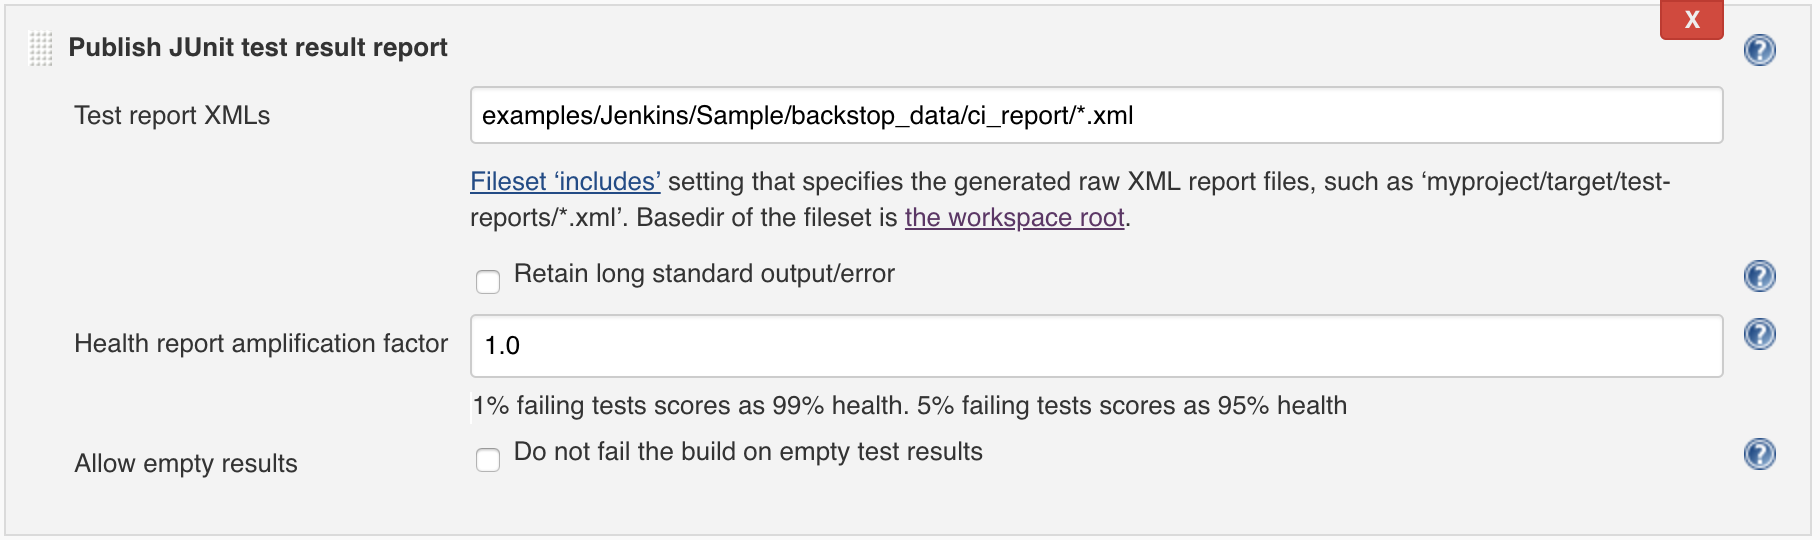 X
Publish JUnit test result report
?
Test report XMLs
examples/Jenkins/Sample/backstop_data/ci_report/*.xml
Fileset ‘includes’ setting that specifies the generated raw XML report files, such as ‘myproject/target/test-
reports/*.xml’. Basedir of the fileset is the workspace root.
Retain long standard output/error
?
Health report amplification factor
1.0
?
1% failing tests scores as 99% health. 5% failing tests scores as 95% health
Allow empty results
Do not fail the build on empty test results
?